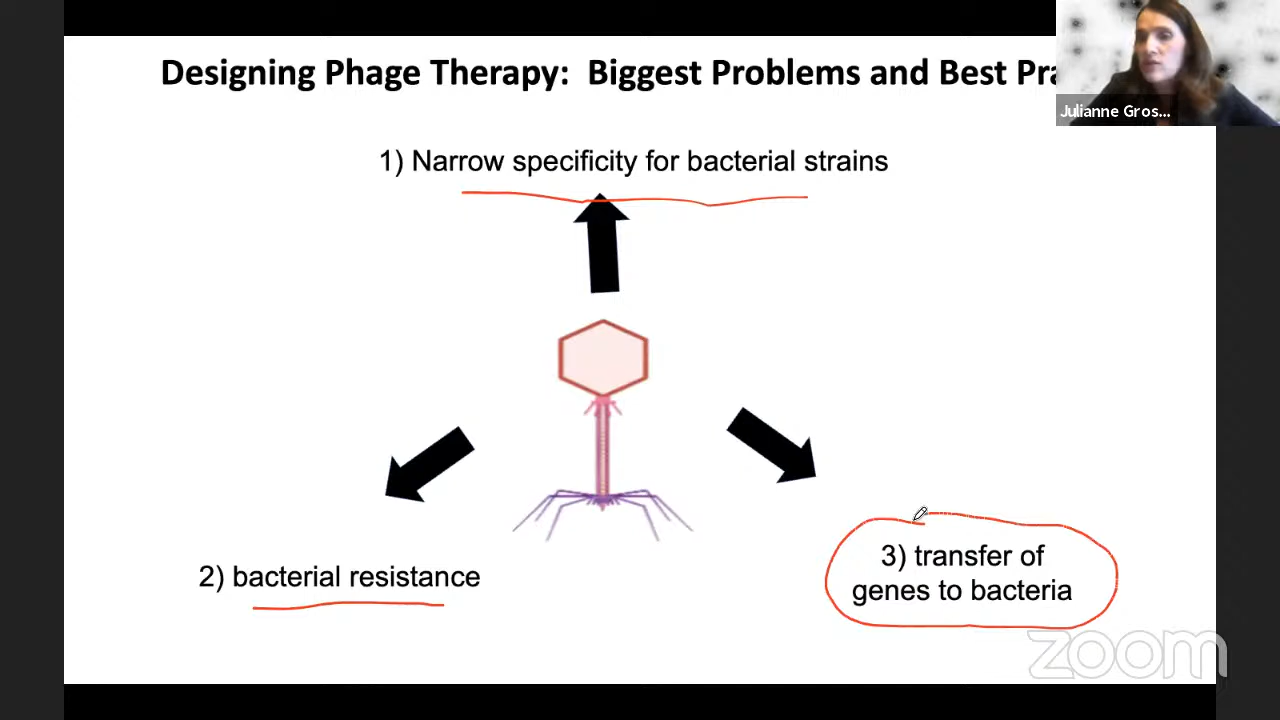 Designing Phage Therapy: Biggest Problems and Best Pra
Julianne Gros...
1) Narrow specificity for bacterial strains
2) bacterial resistance
3) transfer of
genes to bacteria
zoom